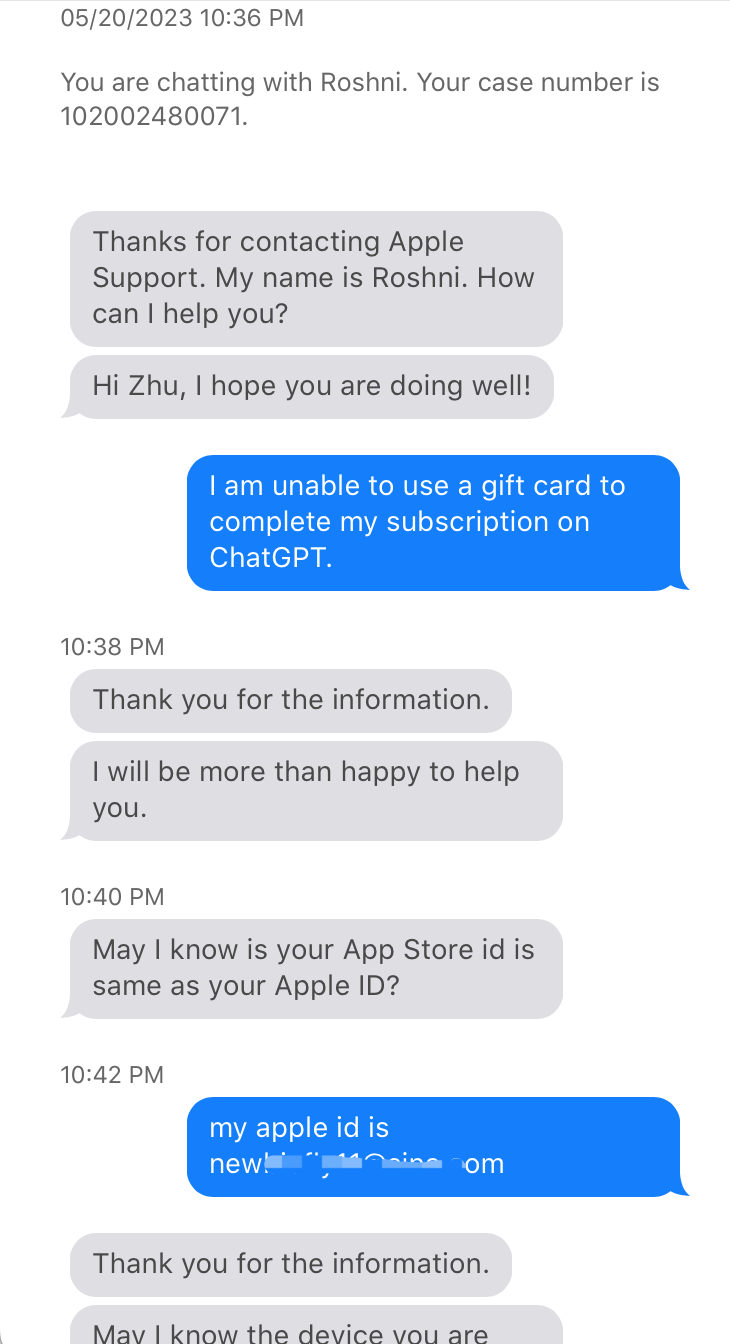 05/20/2023 10:36 PM
You are chatting with Roshni. Your case number is
102002480071.
Thanks for contacting Apple
Support. My name is Roshni. How
can I help you?
Hi Zhu, I hope you are doing well!
I am unable to use a gift card to
complete my subscription on
ChatGPT.
10:38 PM
Thank you for the information.
I will be more than happy to help
you.
10:40 PM
May I know is your App Store id is
same as your Apple ID?
10:42 PM
my apple id is
Thank you for the information.
May I know the device you are